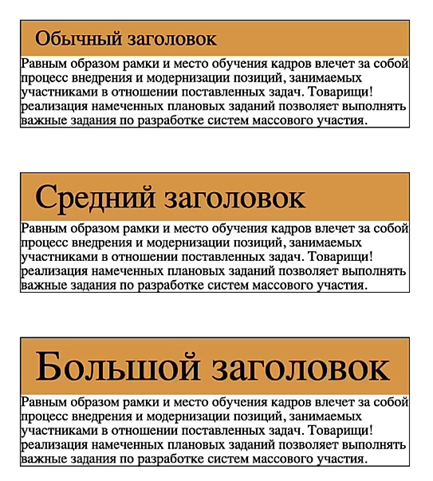 Обычный заголовок
Равным образом рамки и место обучения кадров влечет за собой
процесс внедрения и модернизации позиций, занимаемых
участниками в отношении поставленных задач. Товарищи!
реализация намеченных плановых заданий позволяет выполнять
важные задания по разработке систем массового участия.
Средний заголовок
Равным образом рамки и место обучения кадров влечет за собой
процесс внедрения и модернизации позиций, занимаемых
участниками в отношении поставленных задач. Товарищи!
реализация намеченных плановых заданий позволяет выполнять
важные задания по разработке систем массового участия.
Большой заголовок
Равным образом рамки и место обучения кадров влечет за собой
процесс внедрения и модернизации позиций, занимаемых
участниками в отношении поставленных задач. Товарищи!
реализация намеченных плановых заданий позволяет выполнять
важные задания по разработке систем массового участия.